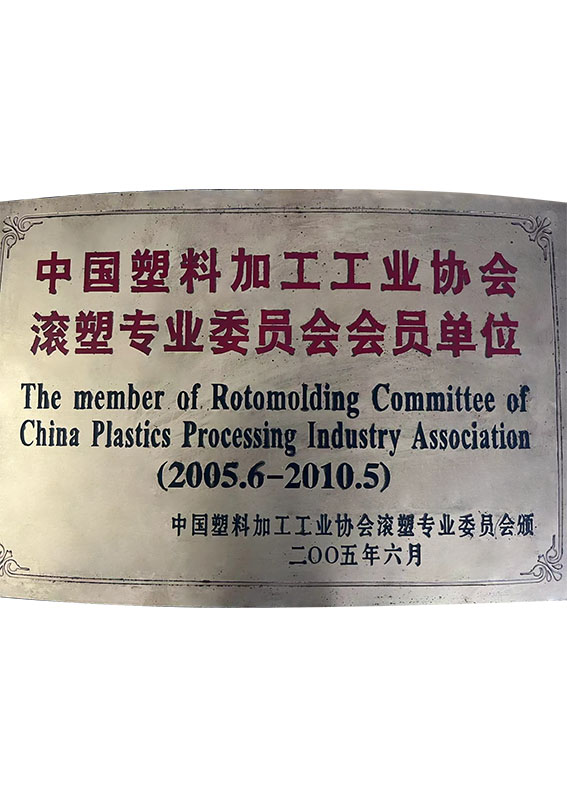 中国塑料加工工业协会
滚塑专业委员会会员单位
The member of Rotomolding Committee of
China Plastics Processing Industry Association
(2005.6-2010.5)
中国塑料加工工业协会滚塑专业委员会颁
二OO五年六月